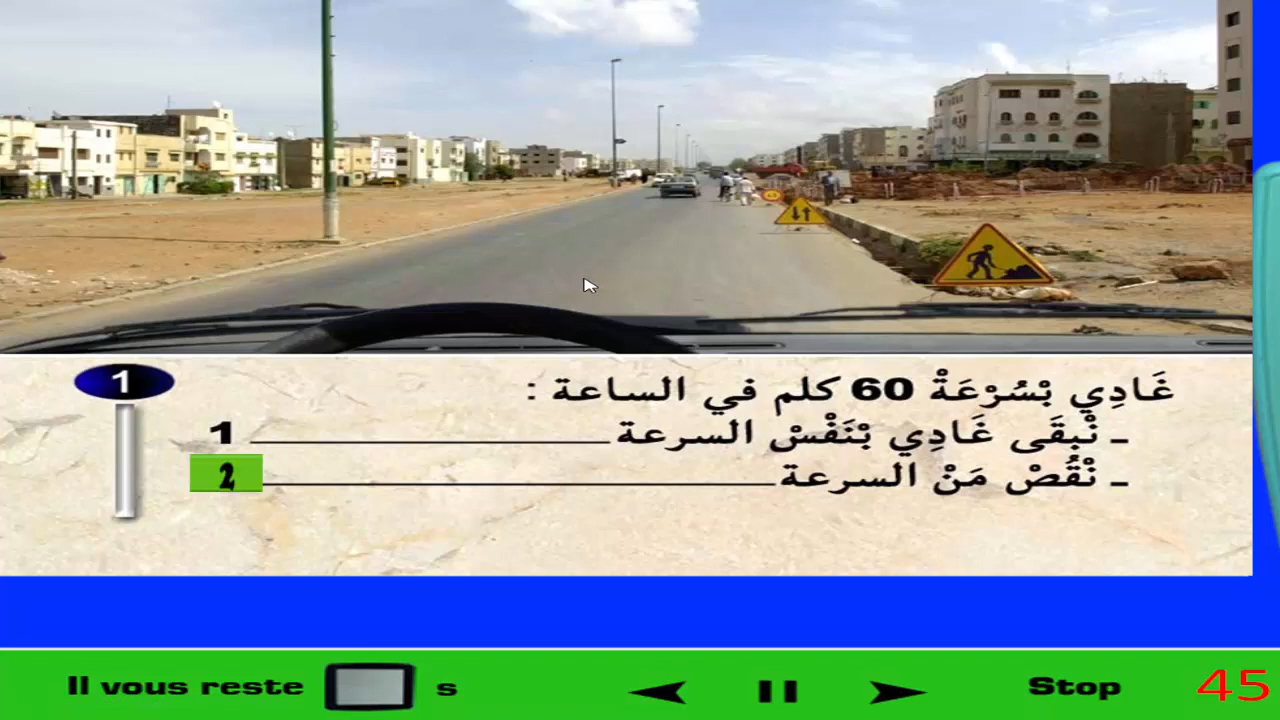 1
غَادِي بْسُرْعَةْ 60 كلم في الساعة :
ـ نْبقَى غَادِي بْنَفْسْ السرعة 1
ـ نْقُصْ مَنْ السرعة 2
Il vous reste s
Stop
45